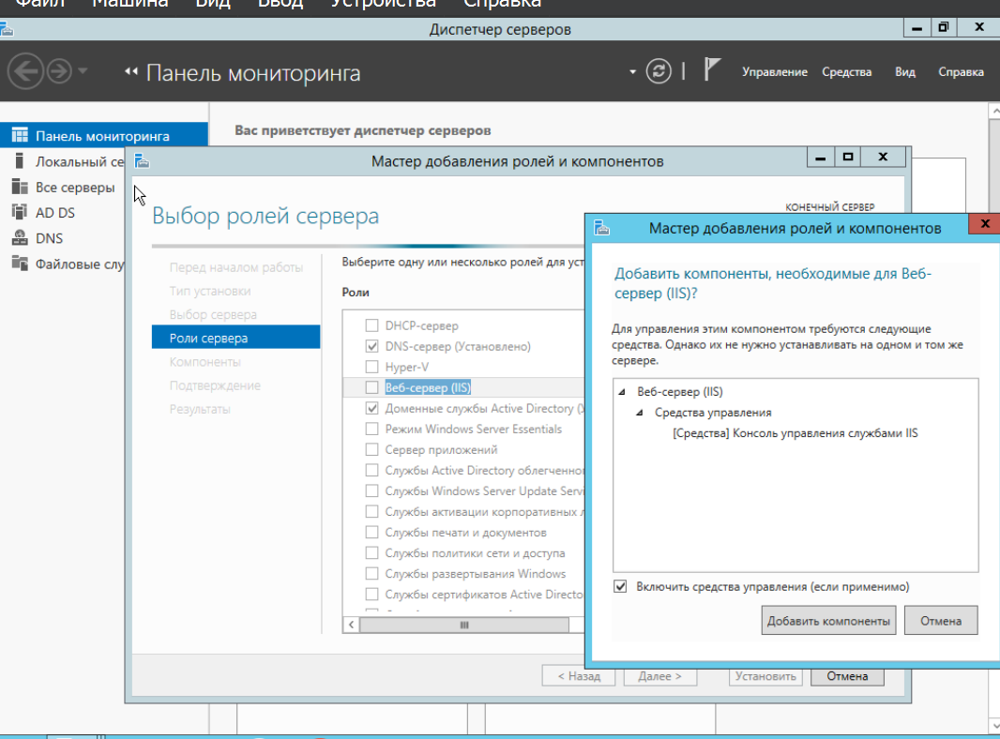 Файл Машина Вид Ввод Устройства Справка
Диспетчер серверов
Панель мониторинга
Управление Средства Вид Справка
Панель мониторинга
Локальный се
Все серверы
AD DS
DNS
Файловые слу
Вас приветствует диспетчер серверов
Мастер добавления ролей и компонентов
Выбор ролей сервера
КОНЕЧНЫЙ СЕРВЕР
Перед началом работы
Тип установки
Выбор сервера
Роли сервера
Компоненты
Подтверждение
Результаты
Выберите одну или несколько ролей для уст
Роли
DHCP-сервер
DNS-сервер (Установлено)
Hyper-V
Веб-сервер (IIS)
Доменные службы Active Directory (У
Режим Windows Server Essentials
Сервер приложений
Службы Active Directory облегченног
Службы Windows Server Update Servi
Службы активации корпоративных л
Службы печати и документов
Службы политики сети и доступа
Службы развертывания Windows
Службы сертификатов Active Directo
< Назад Далее > Установить Отмена
Мастер добавления ролей и компонентов
Добавить компоненты, необходимые для Веб-
сервер (IIS)?
Для управления этим компонентом требуются следующие
средства. Однако их не нужно устанавливать на одном и том же
сервере.
Веб-сервер (IIS)
Средства управления
[Средства] Консоль управления службами IIS
Включить средства управления (если применимо)
Добавить компоненты Отмена